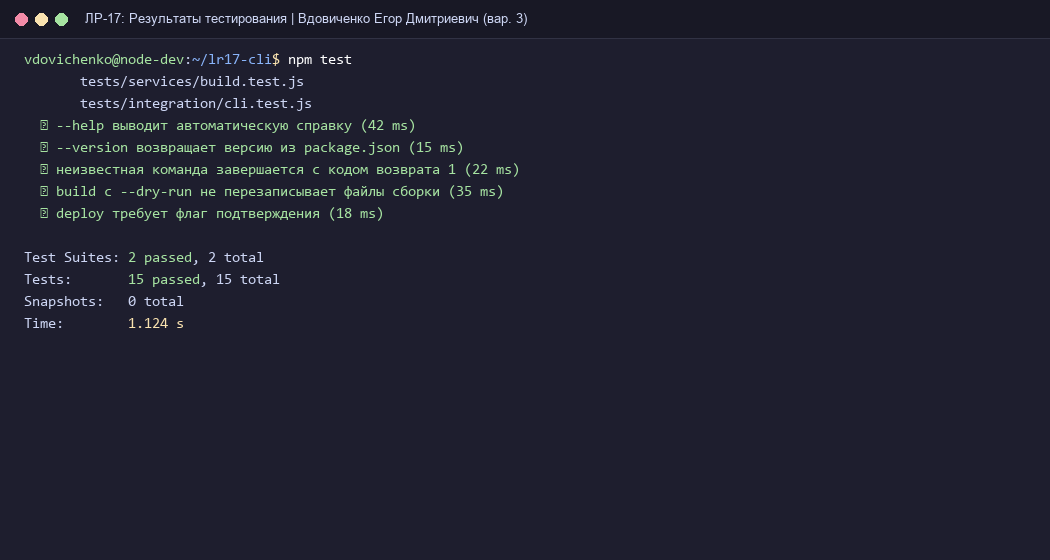 ЛР-17: Результаты тестирования | Вдовиченко Егор Дмитриевич (вар. 3)
vdovichenko@node-dev:~/lr17-cli$ npm test
tests/services/build.test.js
tests/integration/cli.test.js
--help выводит автоматическую справку (42 ms)
--version возвращает версию из package.json (15 ms)
неизвестная команда завершается с кодом возврата 1 (22 ms)
build с --dry-run не перезаписывает файлы сборки (35 ms)
deploy требует флаг подтверждения (18 ms)
Test Suites: 2 passed, 2 total
Tests: 15 passed, 15 total
Snapshots: 0 total
Time: 1.124 s